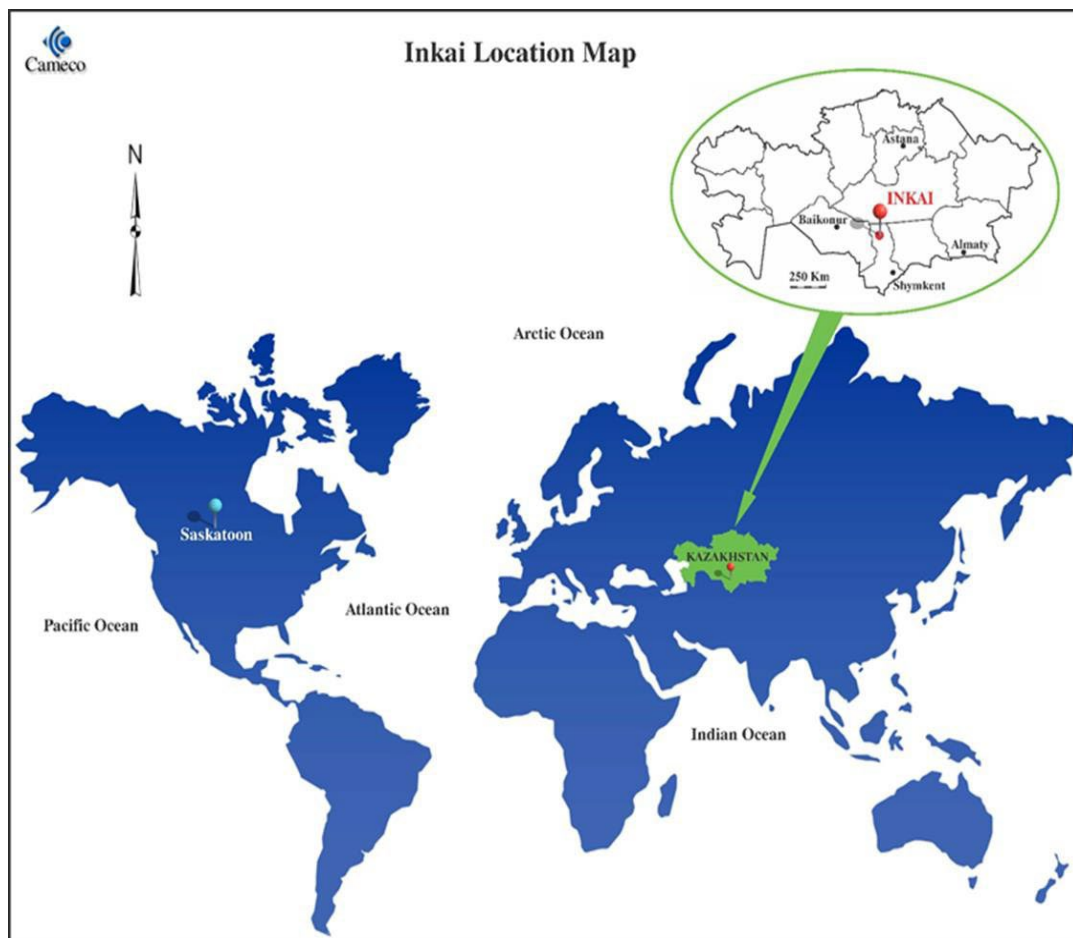 Cameco
Inkai Location Map
N
Astana
INKAI
Baikonur
Almaty
250 Km
Shymkent
Arctic Ocean
Saskatoon
KAZAKHSTAN
Atlantic Ocean
Pacific Ocean
Indian Ocean